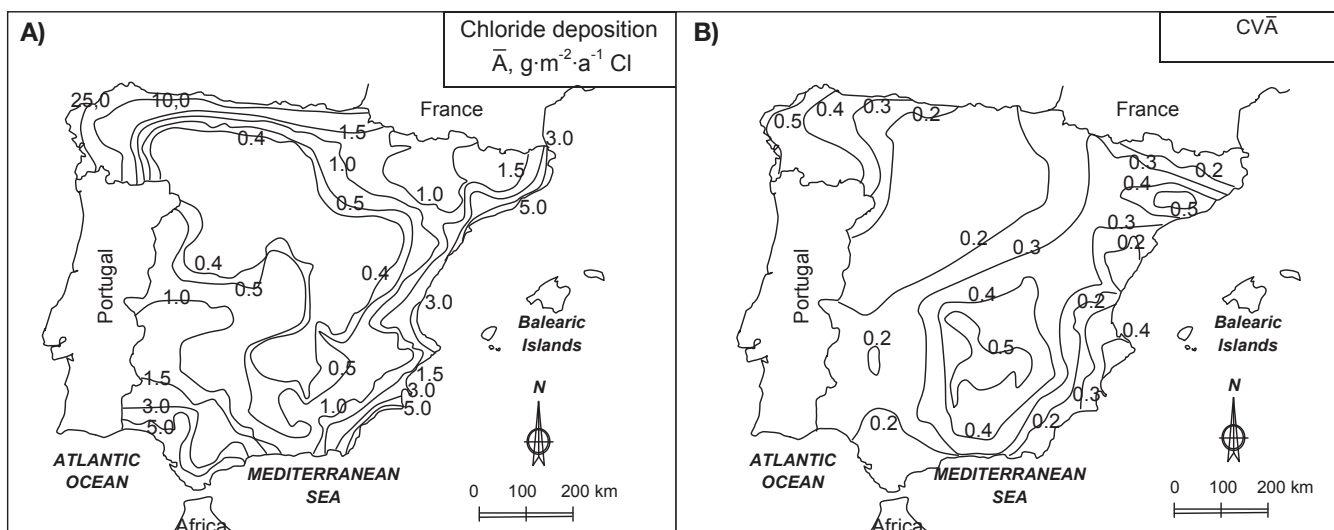 A)
Chloride deposition
A̅, g·m⁻²·a⁻¹ Cl
25,0
10,0
France
3.0
0.4
1.5
1.0
1.5
1.0
5.0
0.5
Portugal
0.4
0.4
0.5
1.0
3.0
Balearic
Islands
0.5
1.5
1.5
3.0
1.0
5.0
3.0
5.0
N
ATLANTIC
OCEAN
MEDITERRANEAN
SEA
0 100 200 km
Africa
B)
CVA̅
France
0.4
0.3
0.2
0.5
0.3
0.2
0.4
0.5
0.3
0.2
0.2
0.3
Portugal
0.4
0.2
0.4
Balearic
Islands
0.2
0.5
0.3
0.2
0.4
0.2
N
ATLANTIC
OCEAN
MEDITERRANEAN
SEA
0 100 200 km
Africa